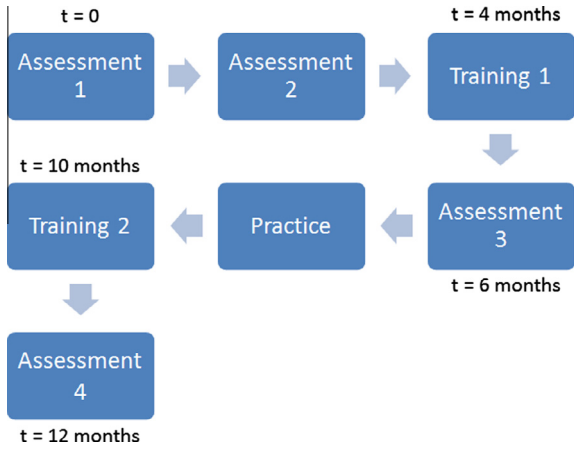 t = 0
t = 4 months
Assessment
1
Assessment
2
Training 1
t = 10 months
Training 2
Practice
Assessment
3
t = 6 months
Assessment
4
t = 12 months